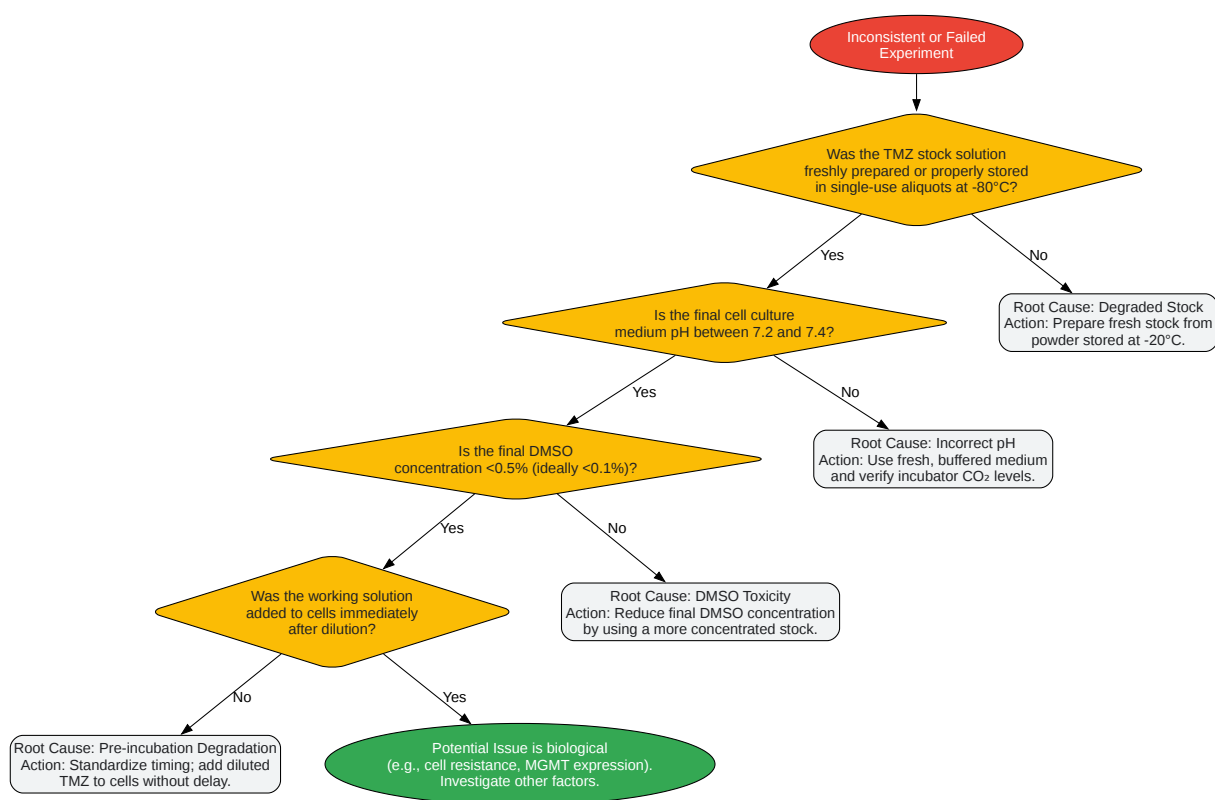 Inconsistent or Failed
Experiment
Was the TMZ stock solution
freshly prepared or properly stored
in single-use aliquots at -80°C?
Yes
No
Is the final cell culture
medium pH between 7.2 and 7.4?
Root Cause: Degraded Stock
Action: Prepare fresh stock from
powder stored at -20°C.
Yes
No
Is the final DMSO
concentration <0.5% (ideally <0.1%)?
Root Cause: Incorrect pH
Action: Use fresh, buffered medium
and verify incubator CO₂ levels.
Yes
No
Was the working solution
added to cells immediately
after dilution?
Root Cause: DMSO Toxicity
Action: Reduce final DMSO concentration
by using a more concentrated stock.
No
Yes
Root Cause: Pre-incubation Degradation
Action: Standardize timing; add diluted
TMZ to cells without delay.
Potential Issue is biological
(e.g., cell resistance, MGMT expression).
Investigate other factors.